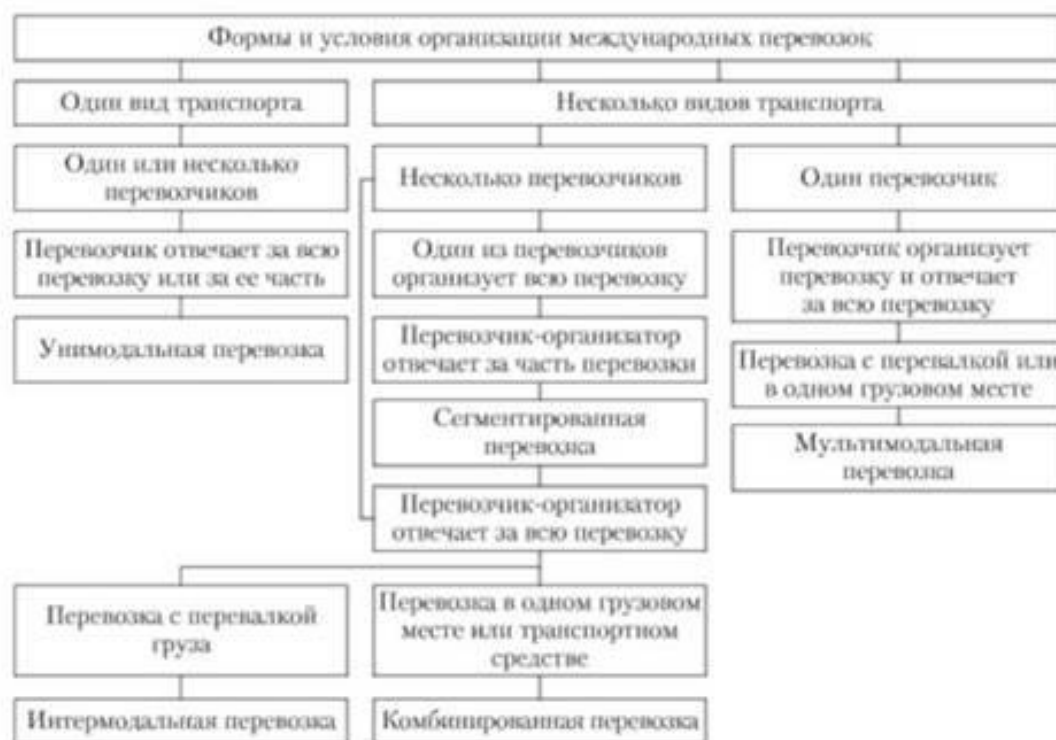 Формы и условия организации международных перевозок
Один вид транспорта
Несколько видов транспорта
Один или несколько
перевозчиков
Несколько перевозчиков
Один перевозчик
Перевозчик отвечает за всю
перевозку или за ее часть
Один из перевозчиков
организует всю перевозку
Перевозчик организует
перевозку и отвечает
за всю перевозку
Унимодальная перевозка
Перевозчик-организатор
отвечает за часть перевозки
Перевозка с перевалкой или
в одном грузовом месте
Сегментированная
перевозка
Мультимодальная
перевозка
Перевозчик-организатор
отвечает за всю перевозку
Перевозка с перевалкой
груза
Перевозка в одном грузовом
месте или транспортном
средстве
Интермодальная перевозка
Комбинированная перевозка